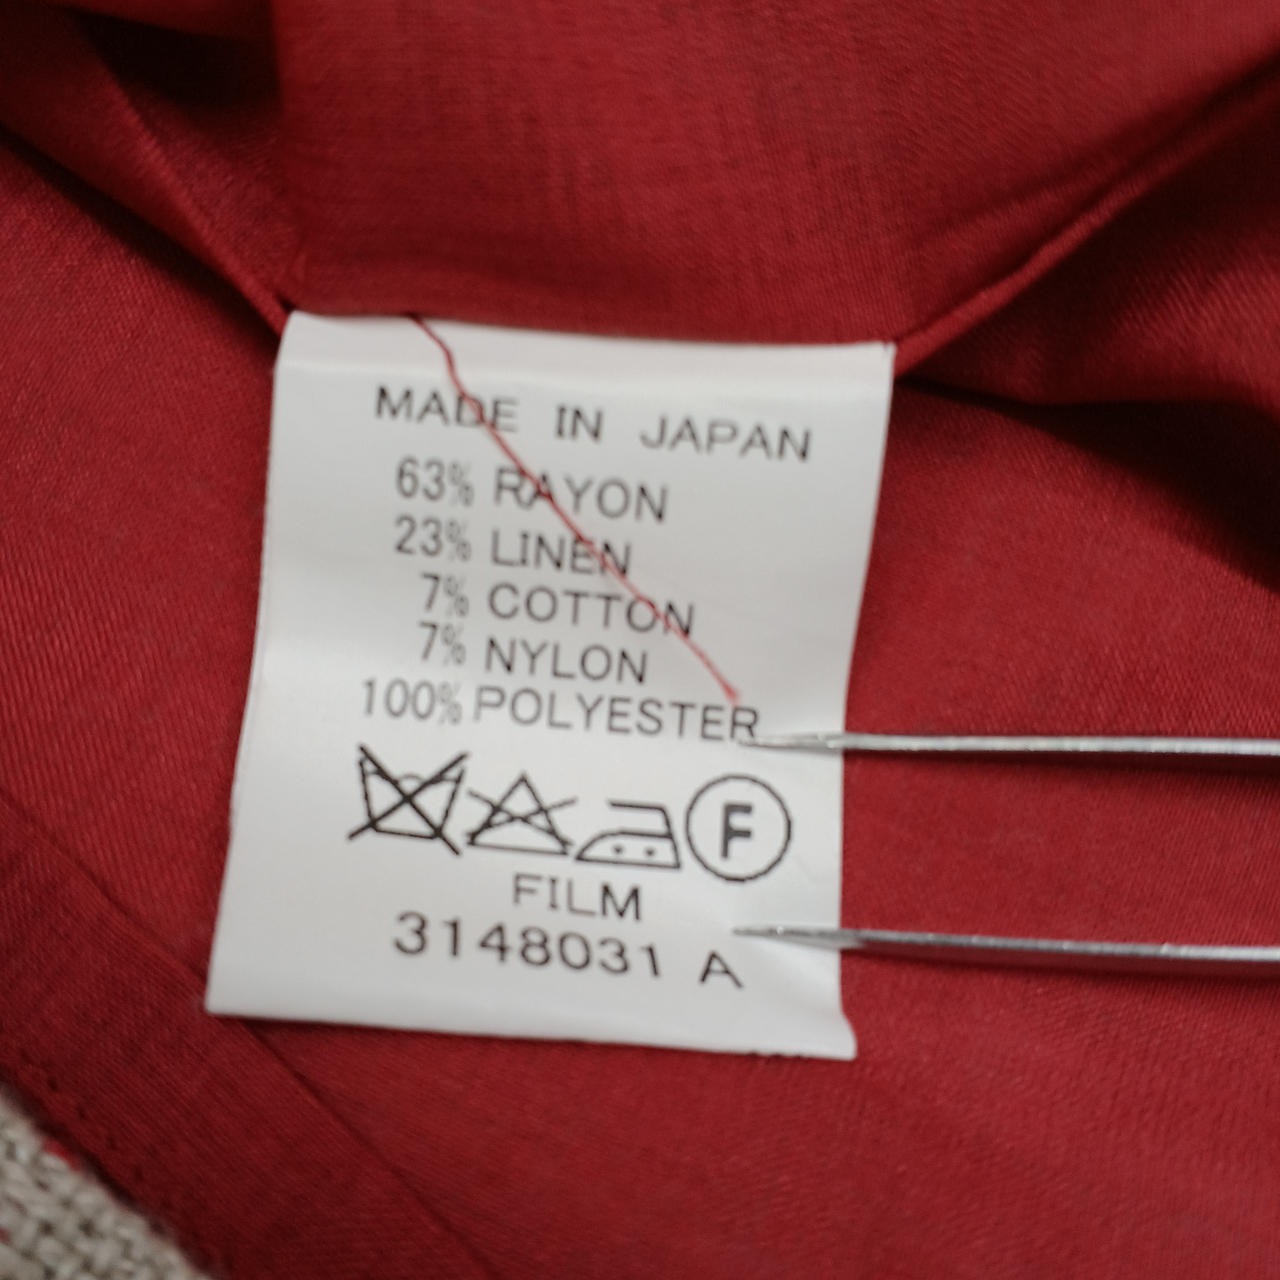 MADE IN JAPAN
63% RAYON
23% LINEN
7% COTTON
7% NYLON
100% POLYESTER
F
FILM
3148031 A